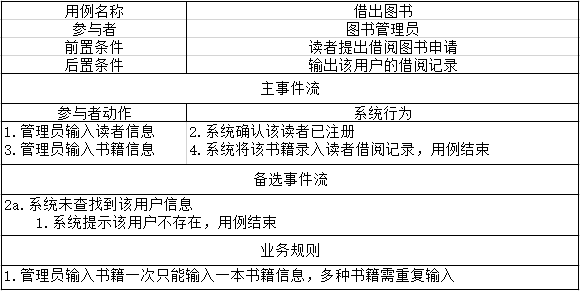 用例名称 借出图书
参与者 图书管理员
前置条件 读者提出借阅图书申请
后置条件 输出该用户的借阅记录
主事件流
参与者动作 系统行为
1.管理员输入读者信息 2.系统确认该读者已注册
3.管理员输入书籍信息 4.系统将该书籍录入读者借阅记录，用例结束
备选事件流
2a.系统未查找到该用户信息
1.系统提示该用户不存在，用例结束
业务规则
1.管理员输入书籍一次只能输入一本书籍信息，多种书籍需重复输入